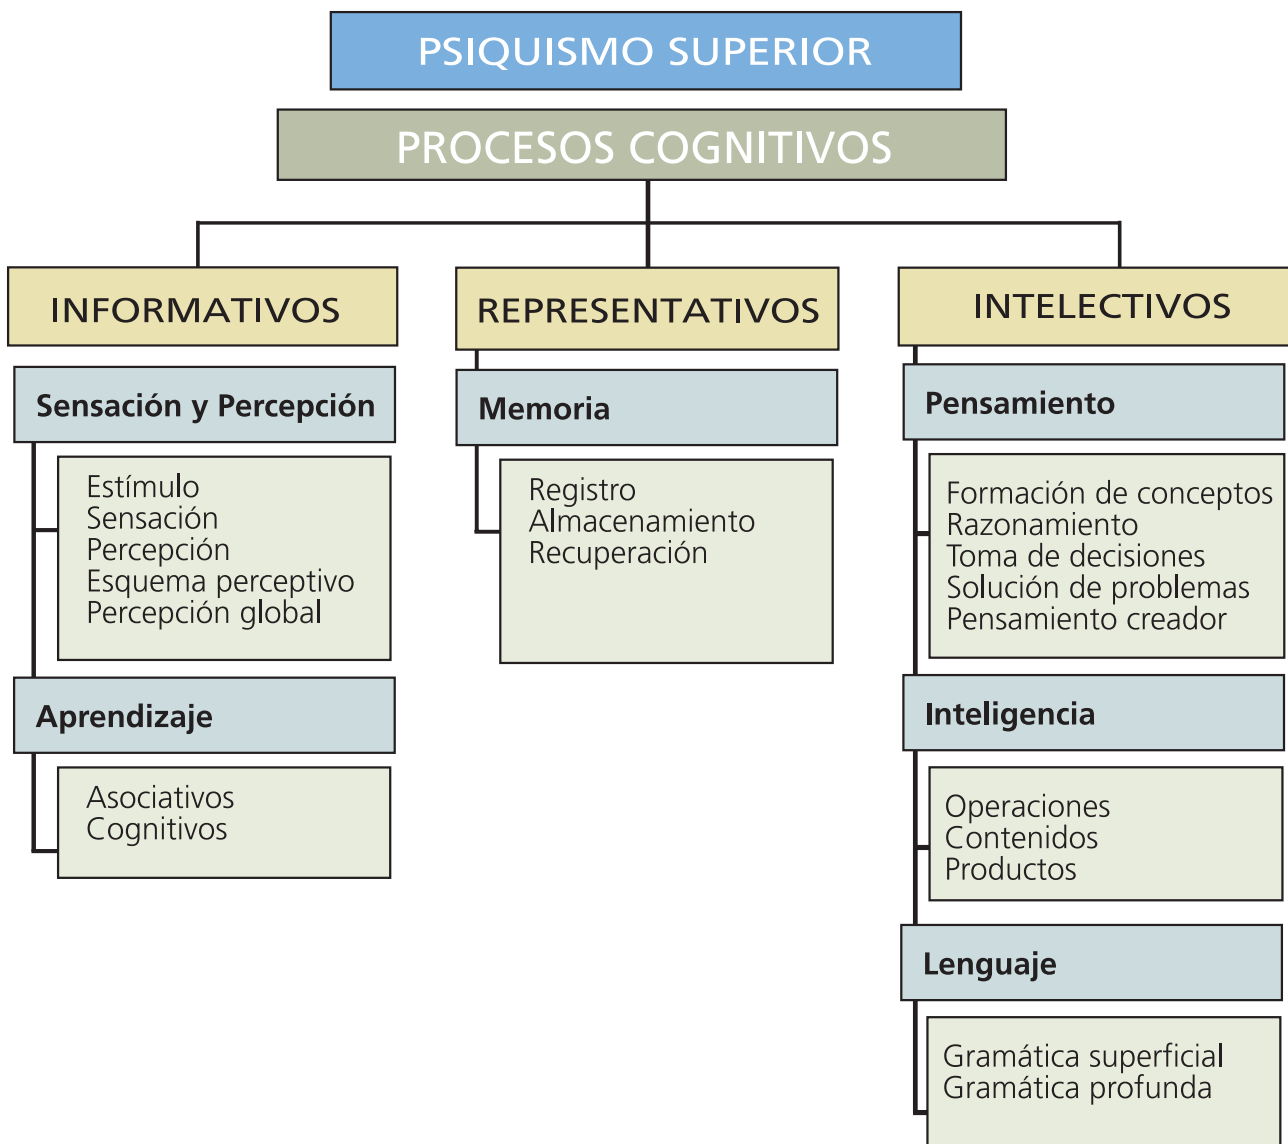 PSIQUISMO SUPERIOR
PROCESOS COGNITIVOS
INFORMATIVOS
Sensación y Percepción
Estímulo
Sensación
Percepción
Esquema perceptivo
Percepción global
Aprendizaje
Asociativos
Cognitivos
REPRESENTATIVOS
Memoria
Registro
Almacenamiento
Recuperación
INTELECTIVOS
Pensamiento
Formación de conceptos
Razonamiento
Toma de decisiones
Solución de problemas
Pensamiento creador
Inteligencia
Operaciones
Contenidos
Productos
Lenguaje
Gramática superficial
Gramática profunda